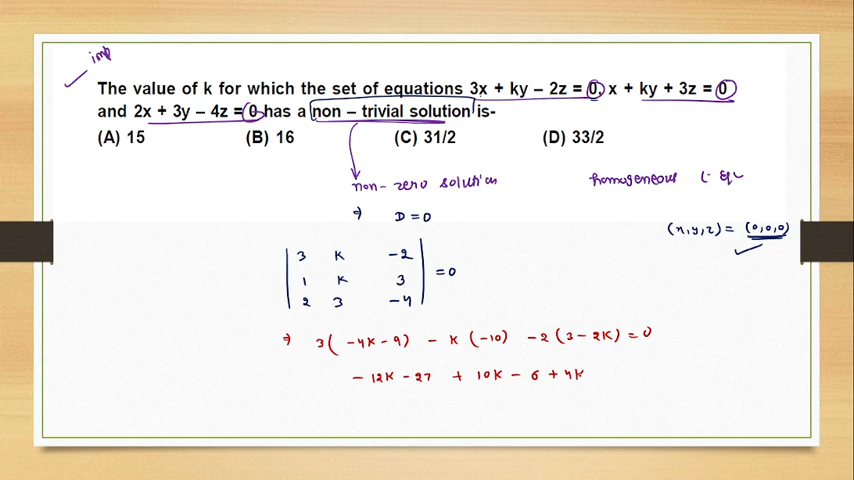 imp
The value of k for which the set of equations 3x + ky – 2z = 0, x + ky + 3z = 0
and 2x + 3y – 4z = 0 has a non – trivial solution is-
(A) 15 (B) 16 (C) 31/2 (D) 33/2
non-zero solution homogeneous L. Eqn
⇒ D = 0
(x,y,z) = (0,0,0)
3 K -2
1 K 3 = 0
2 3 -4
⇒ 3(-4K-9) - K(-10) -2(3-2K) = 0
-12K-27 + 10K - 6 + 4K